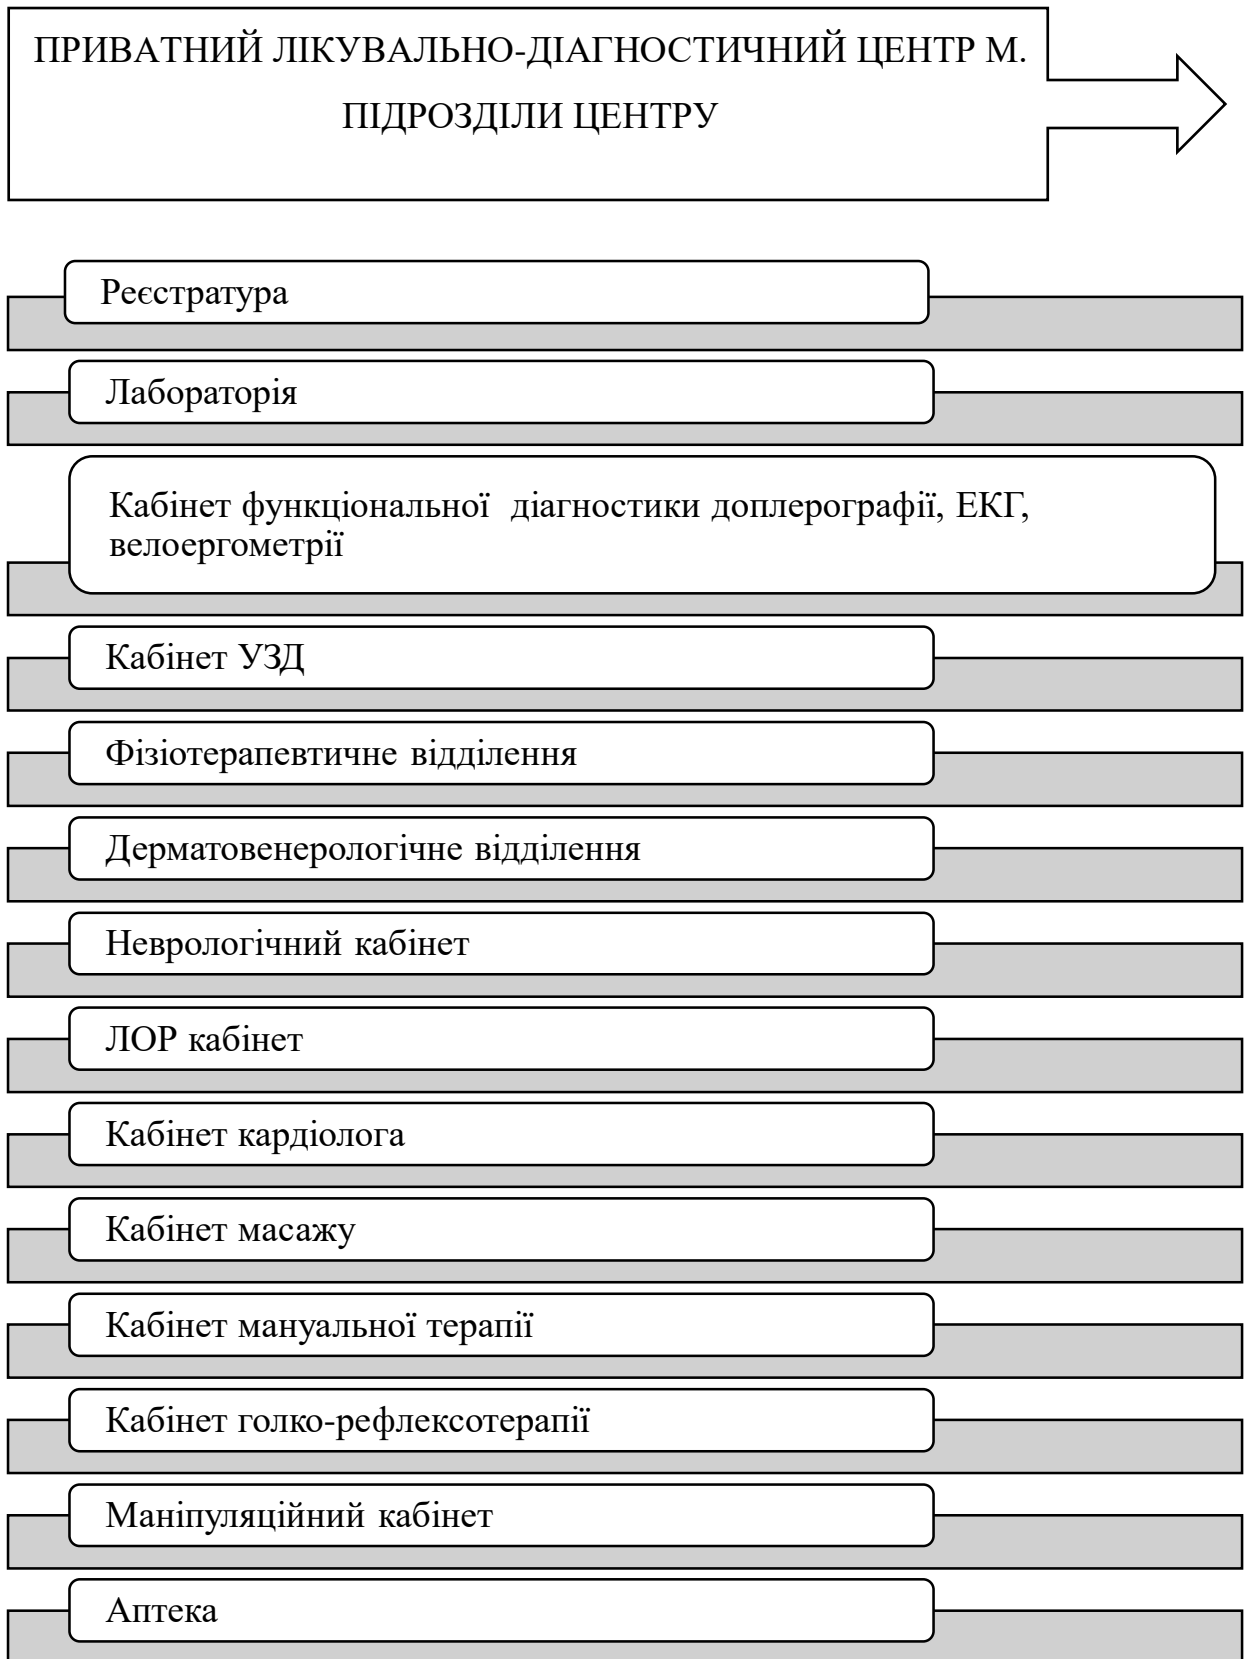 ПРИВАТНИЙ ЛІКУВАЛЬНО-ДІАГНОСТИЧНИЙ ЦЕНТР М.
ПІДРОЗДІЛИ ЦЕНТРУ
Реєстратура
Лабораторія
Кабінет функціональної діагностики доплерографії, ЕКГ,
велоергометрії
Кабінет УЗД
Фізіотерапевтичне відділення
Дерматовенерологічне відділення
Неврологічний кабінет
ЛОР кабінет
Кабінет кардіолога
Кабінет масажу
Кабінет мануальної терапії
Кабінет голко-рефлексотерапії
Маніпуляційний кабінет
Аптека